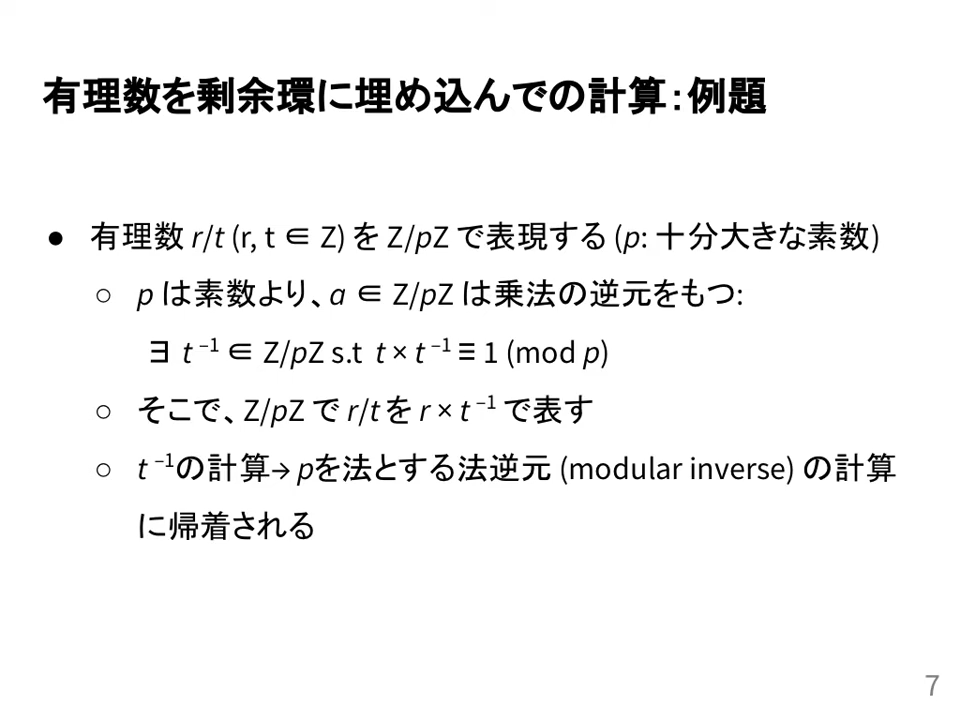 有理数を剰余環に埋め込んでの計算：例題
● 有理数 r/t (r, t ∈ Z) を Z/pZ で表現する (p: 十分大きな素数)
○ p は素数より、a ∈ Z/pZ は乗法の逆元をもつ:
∃ t ⁻¹ ∈ Z/pZ s.t t × t ⁻¹ ≡ 1 (mod p)
○ そこで、Z/pZ で r/t を r × t ⁻¹ で表す
○ t ⁻¹の計算→ pを法とする法逆元 (modular inverse) の計算
に帰着される
7